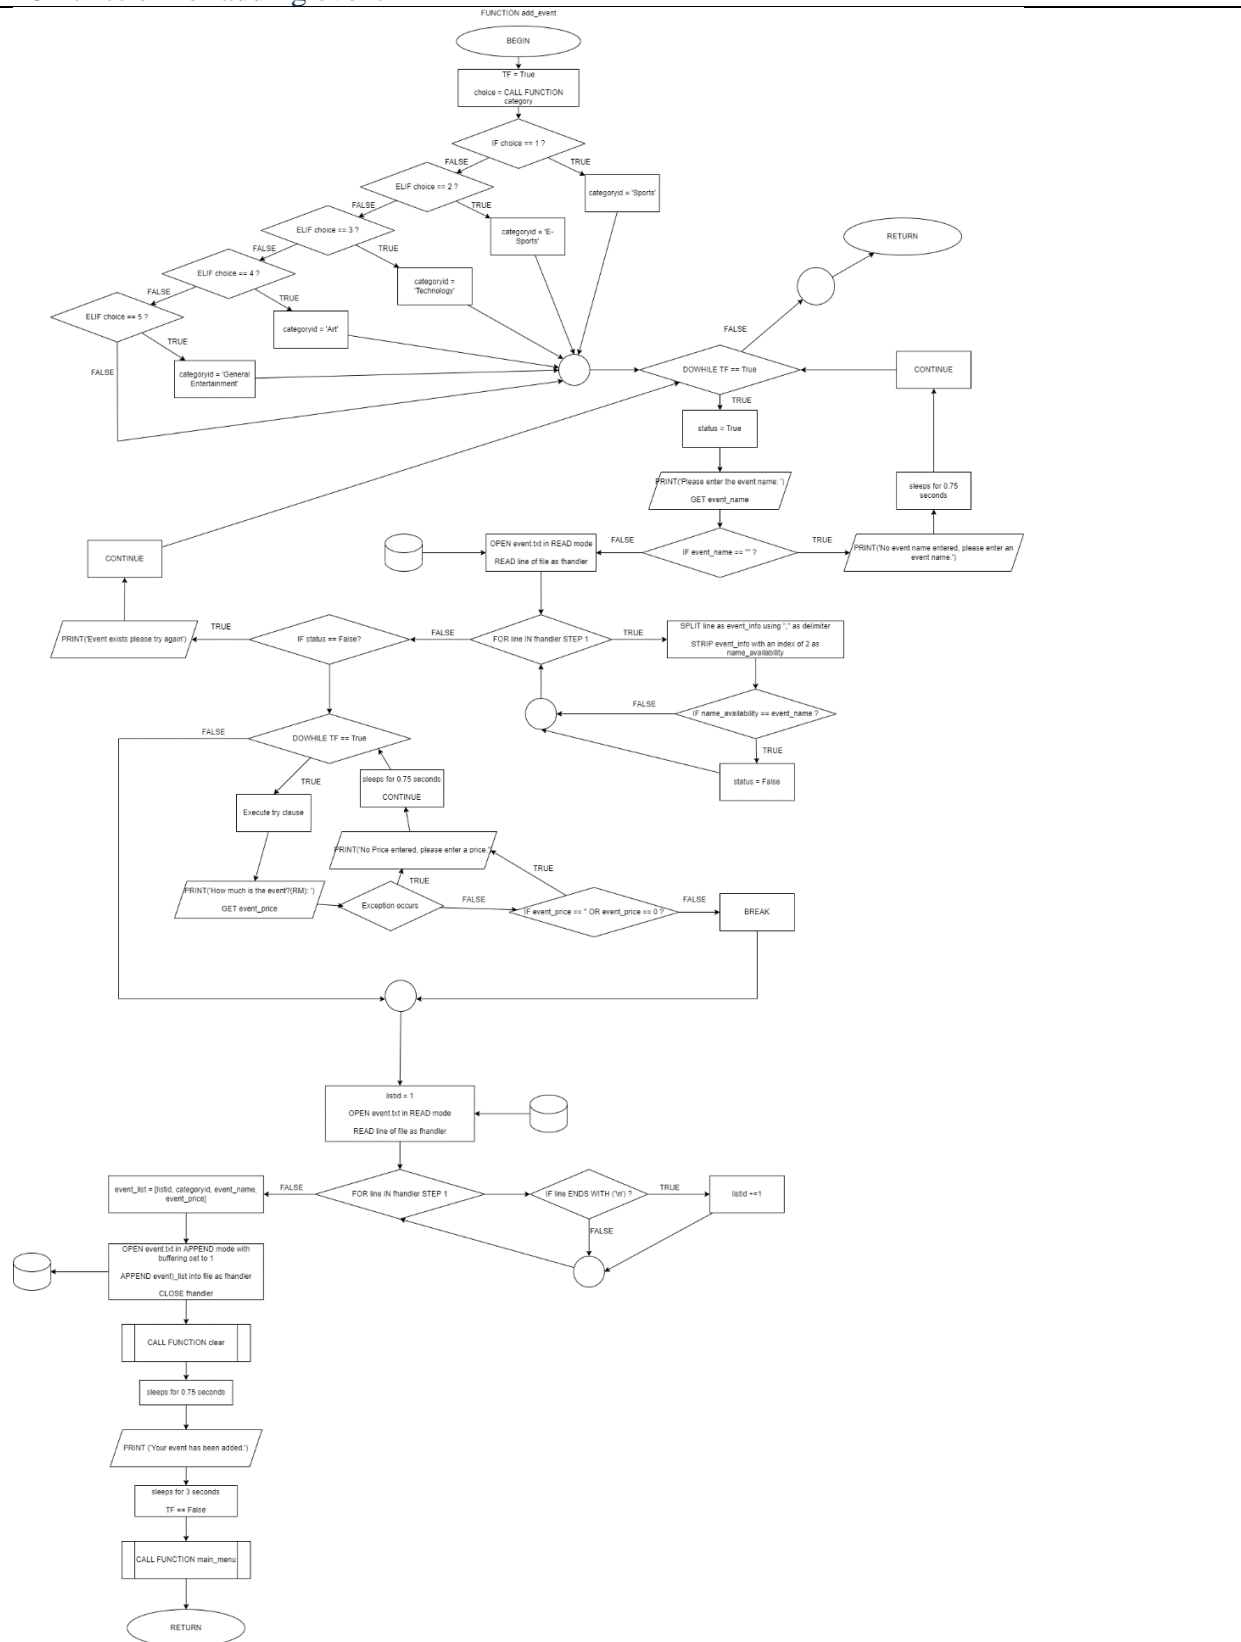 FUNCTION add_event
BEGIN
TF = True
choice = CALL FUNCTION
category
IF choice == 1 ?
FALSE
TRUE
ELIF choice == 2 ?
categoryid = 'Sports'
FALSE
TRUE
ELIF choice == 3 ?
categoryid = 'E-
Sports'
RETURN
FALSE
TRUE
ELIF choice == 4 ?
categoryid =
'Technology'
FALSE
TRUE
ELIF choice == 5 ?
categoryid = 'Art'
FALSE
TRUE
FALSE
categoryid = 'General
Entertainment'
DOWHILE TF == True
CONTINUE
TRUE
status = True
PRINT('Please enter the event name: ')
GET event_name
sleeps for 0.75
seconds
CONTINUE
OPEN event.txt in READ mode
READ line of file as fhandler
FALSE
IF event_name == "" ?
TRUE
PRINT('No event name entered, please enter an
event name.')
PRINT('Event exists please try again')
TRUE
IF status == False?
FALSE
FOR line IN fhandler STEP 1
TRUE
SPLIT line as event_info using "," as delimiter
STRIP event_info with an index of 2 as
name_availability
FALSE
IF name_availability == event_name ?
FALSE
DOWHILE TF == True
TRUE
sleeps for 0.75 seconds
CONTINUE
TRUE
status = False
Execute try clause
PRINT('No Price entered, please enter a price.'
TRUE
TRUE
PRINT('How much is the event?(RM): ')
GET event_price
Exception occurs
FALSE
IF event_price == '' OR event_price == 0 ?
FALSE
BREAK
listid = 1
OPEN event.txt in READ mode
READ line of file as fhandler
event_list = [listid, categoryid, event_name,
event_price]
FALSE
FOR line IN fhandler STEP 1
IF line ENDS WITH ('\n') ?
TRUE
listid +=1
FALSE
OPEN event.txt in APPEND mode with
buffering set to 1
APPEND event)_list into file as fhandler
CLOSE fhandler
CALL FUNCTION clear
sleeps for 0.75 seconds
PRINT ('Your event has been added.')
sleeps for 3 seconds
TF == False
CALL FUNCTION main_menu
RETURN